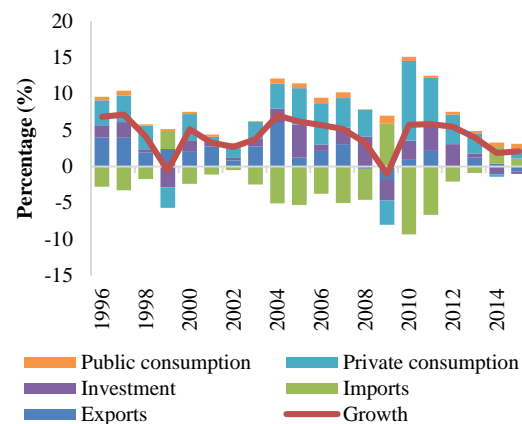 Percentage (%)
20
15
10
5
0
-5
-10
-15
1996
1998
2000
2002
2004
2006
2008
2010
2012
2014
Public consumption
Private consumption
Investment
Imports
Exports
Growth